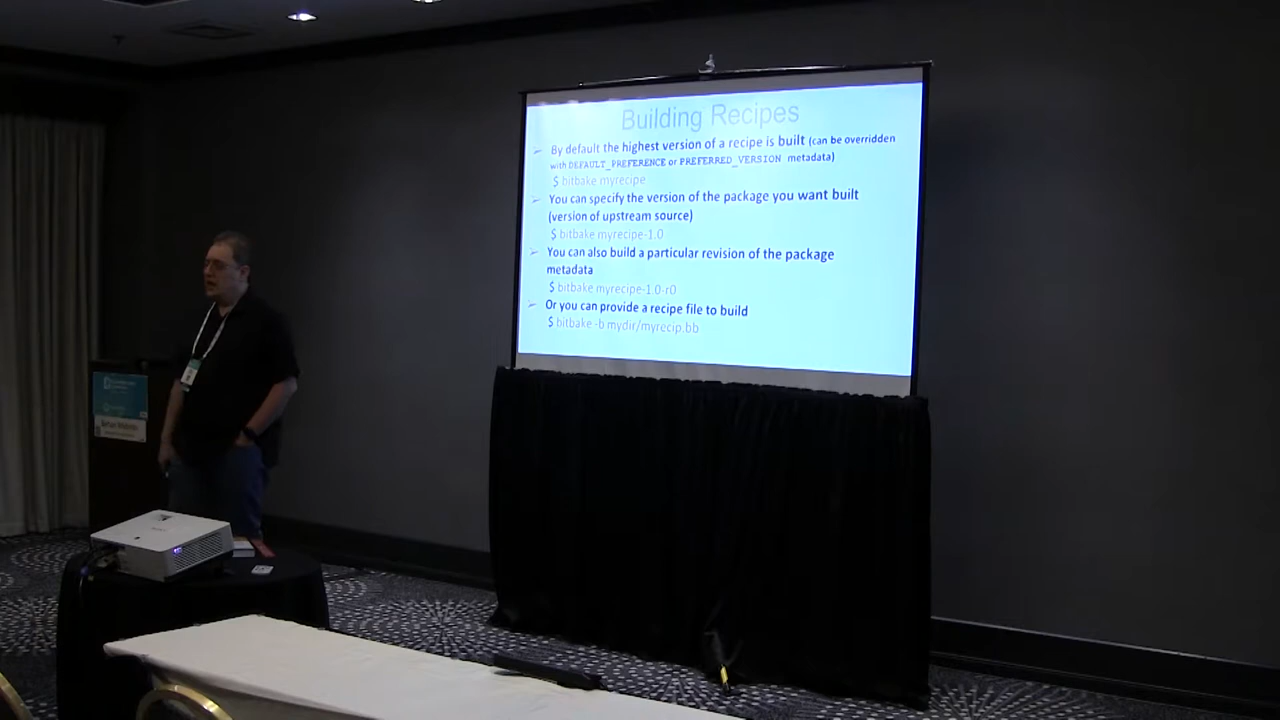 Building Recipes
By default the highest version of a recipe is built (can be overridden
with DEFAULT_PREFERENCE or PREFERRED_VERSION metadata)
$ bitbake myrecipe
You can specify the version of the package you want built
(version of upstream source)
$ bitbake myrecipe-1.0
You can also build a particular revision of the package
metadata
$ bitbake myrecipe-1.0-r0
Or you can provide a recipe file to build
$ bitbake -b mydir/myrecip.bb